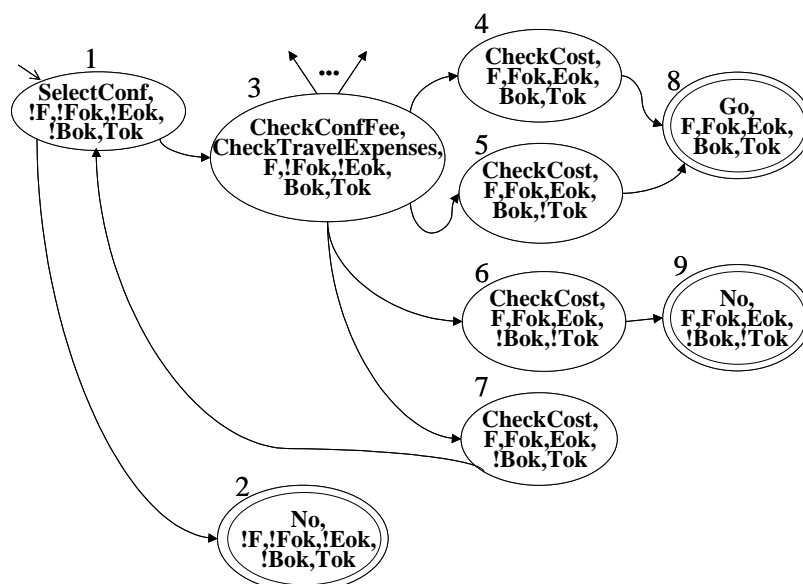 1
SelectConf,
!F,!Fok,!Eok,
!Bok,Tok
...
3
CheckConfFee,
CheckTravelExpenses,
F,!Fok,!Eok,
Bok,Tok
4
CheckCost,
F,Fok,Eok,
Bok,Tok
8
Go,
F,Fok,Eok,
Bok,Tok
5
CheckCost,
F,Fok,Eok,
Bok,!Tok
6
CheckCost,
F,Fok,Eok,
!Bok,!Tok
9
No,
F,Fok,Eok,
!Bok,!Tok
7
CheckCost,
F,Fok,Eok,
!Bok,Tok
2
No,
!F,!Fok,!Eok,
!Bok,Tok